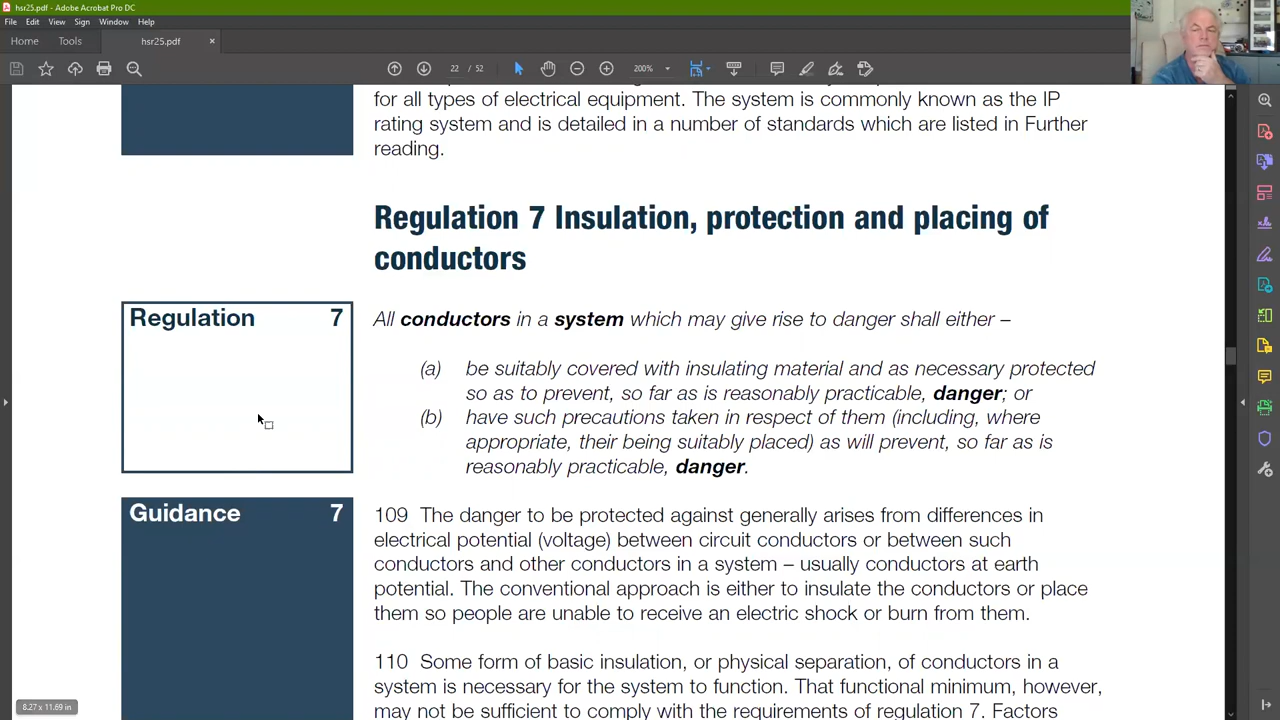 hsr25.pdf - Adobe Acrobat Pro DC
File Edit View Sign Window Help
Home Tools hsr25.pdf ×
22 / 52 200%
for all types of electrical equipment. The system is commonly known as the IP
rating system and is detailed in a number of standards which are listed in Further
reading.
Regulation 7 Insulation, protection and placing of
conductors
Regulation 7
All conductors in a system which may give rise to danger shall either –
(a) be suitably covered with insulating material and as necessary protected
so as to prevent, so far as is reasonably practicable, danger; or
(b) have such precautions taken in respect of them (including, where
appropriate, their being suitably placed) as will prevent, so far as is
reasonably practicable, danger.
Guidance 7
109 The danger to be protected against generally arises from differences in
electrical potential (voltage) between circuit conductors or between such
conductors and other conductors in a system – usually conductors at earth
potential. The conventional approach is either to insulate the conductors or place
them so people are unable to receive an electric shock or burn from them.
110 Some form of basic insulation, or physical separation, of conductors in a
system is necessary for the system to function. That functional minimum, however,
may not be sufficient to comply with the requirements of regulation 7. Factors
8.27 x 11.69 in